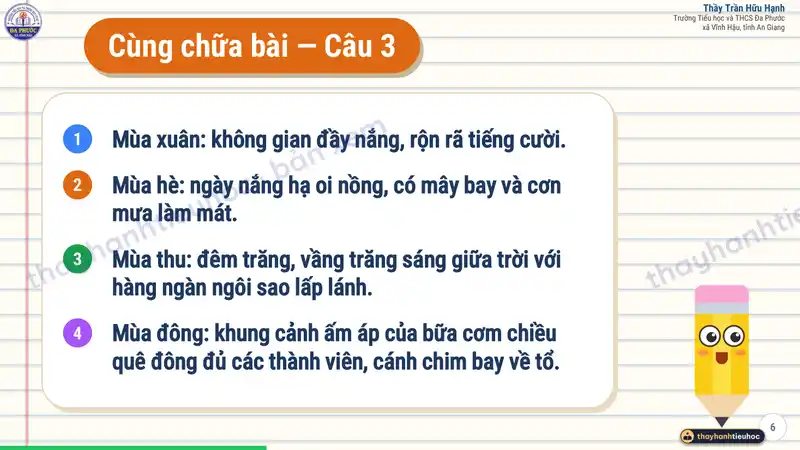 Thầy Trần Hữu Hạnh
Trường Tiểu học và THCS Đa Phước
xã Vĩnh Hậu, tỉnh An Giang
ĐA PHƯỚC
Cùng chữa bài – Câu 3
1 Mùa xuân: không gian đầy nắng, rộn rã tiếng cười.
2 Mùa hè: ngày nắng hạ oi nồng, có mây bay và cơn
mưa làm mát.
3 Mùa thu: đêm trăng, vầng trăng sáng giữa trời với
hàng ngàn ngôi sao lấp lánh.
4 Mùa đông: khung cảnh ấm áp của bữa cơm chiều
quê đông đủ các thành viên, cánh chim bay về tổ.
6
thayhanhtieuhoc